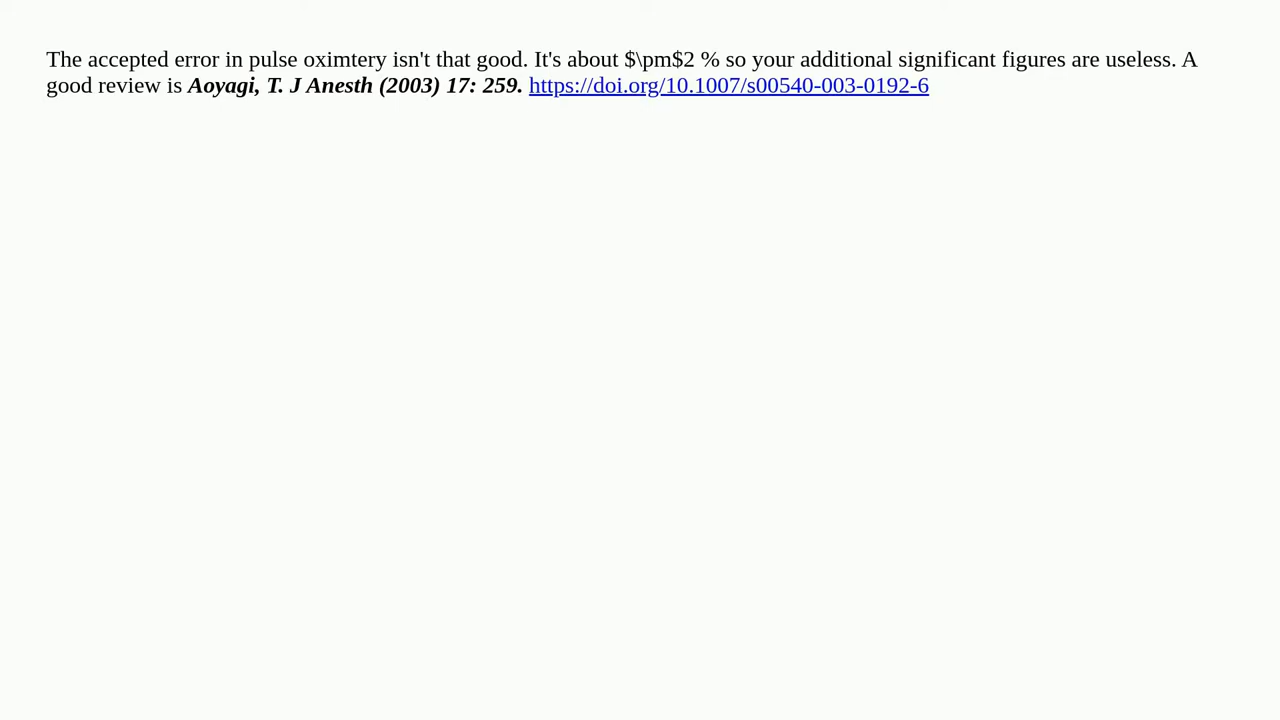 The accepted error in pulse oximtery isn't that good. It's about $\pm$2 % so your additional significant figures are useless. A
good review is Aoyagi, T. J Anesth (2003) 17: 259. https://doi.org/10.1007/s00540-003-0192-6